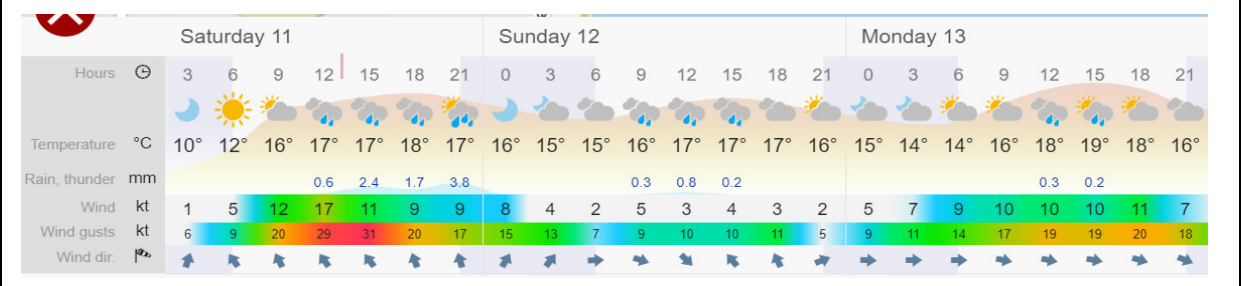 Saturday 11 Sunday 12 Monday 13
Hours 3 6 9 12 15 18 21 0 3 6 9 12 15 18 21 0 3 6 9 12 15 18 21
Temperature °C 10° 12° 16° 17° 17° 18° 17° 16° 15° 15° 16° 17° 17° 17° 16° 15° 14° 14° 16° 18° 19° 18° 16°
Rain, thunder mm 0.6 2.4 1.7 3.8 0.3 0.8 0.2 0.3 0.2
Wind kt 1 5 12 17 11 9 9 8 4 2 5 3 4 3 2 5 7 9 10 10 10 11 7
Wind gusts kt 6 9 20 29 31 20 17 15 13 7 9 10 10 11 5 9 11 14 17 19 19 20 18
Wind dir.